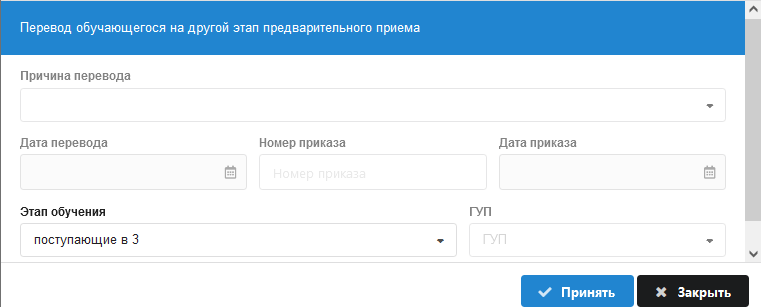 Перевод обучающегося на другой этап предварительного приема
Причина перевода
Дата перевода Номер приказа Дата приказа
Номер приказа
Этап обучения ГУП
поступающие в 3 ГУП
Принять Закрыть